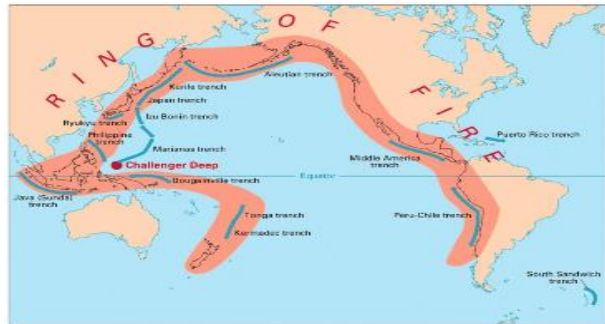 RING OF FIRE
Aleutian trench
Kurile trench
Japan trench
Izu Bonin trench
Ryukyu trench
Philippine
trench
Marianas trench
Challenger Deep
Bougainville trench
Equator
Java (Sunda)
trench
Tonga trench
Kermadec trench
Puerto Rico trench
Middle America
trench
Peru-Chile trench
South Sandwich
trench